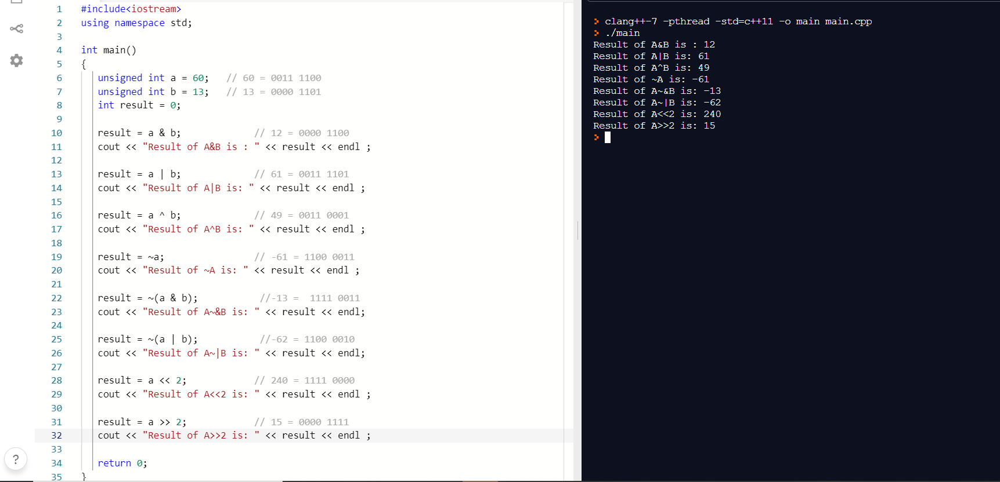 1 #include<iostream>
2 using namespace std;
3
4 int main()
5 {
6 unsigned int a = 60; // 60 = 0011 1100
7 unsigned int b = 13; // 13 = 0000 1101
8 int result = 0;
9
10 result = a & b; // 12 = 0000 1100
11 cout << "Result of A&B is : " << result << endl ;
12
13 result = a | b; // 61 = 0011 1101
14 cout << "Result of A|B is: " << result << endl ;
15
16 result = a ^ b; // 49 = 0011 0001
17 cout << "Result of A^B is: " << result << endl ;
18
19 result = ~a; // -61 = 1100 0011
20 cout << "Result of ~A is: " << result << endl ;
21
22 result = ~(a & b); //-13 = 1111 0011
23 cout << "Result of A~&B is: " << result << endl;
24
25 result = ~(a | b); //-62 = 1100 0010
26 cout << "Result of A~|B is: " << result << endl;
27
28 result = a << 2; // 240 = 1111 0000
29 cout << "Result of A<<2 is: " << result << endl ;
30
31 result = a >> 2; // 15 = 0000 1111
32 cout << "Result of A>>2 is: " << result << endl ;
33
34 return 0;
35 }
?
> clang++-7 -pthread -std=c++11 -o main main.cpp
> ./main
Result of A&B is : 12
Result of A|B is: 61
Result of A^B is: 49
Result of ~A is: -61
Result of A~&B is: -13
Result of A~|B is: -62
Result of A<<2 is: 240
Result of A>>2 is: 15
>